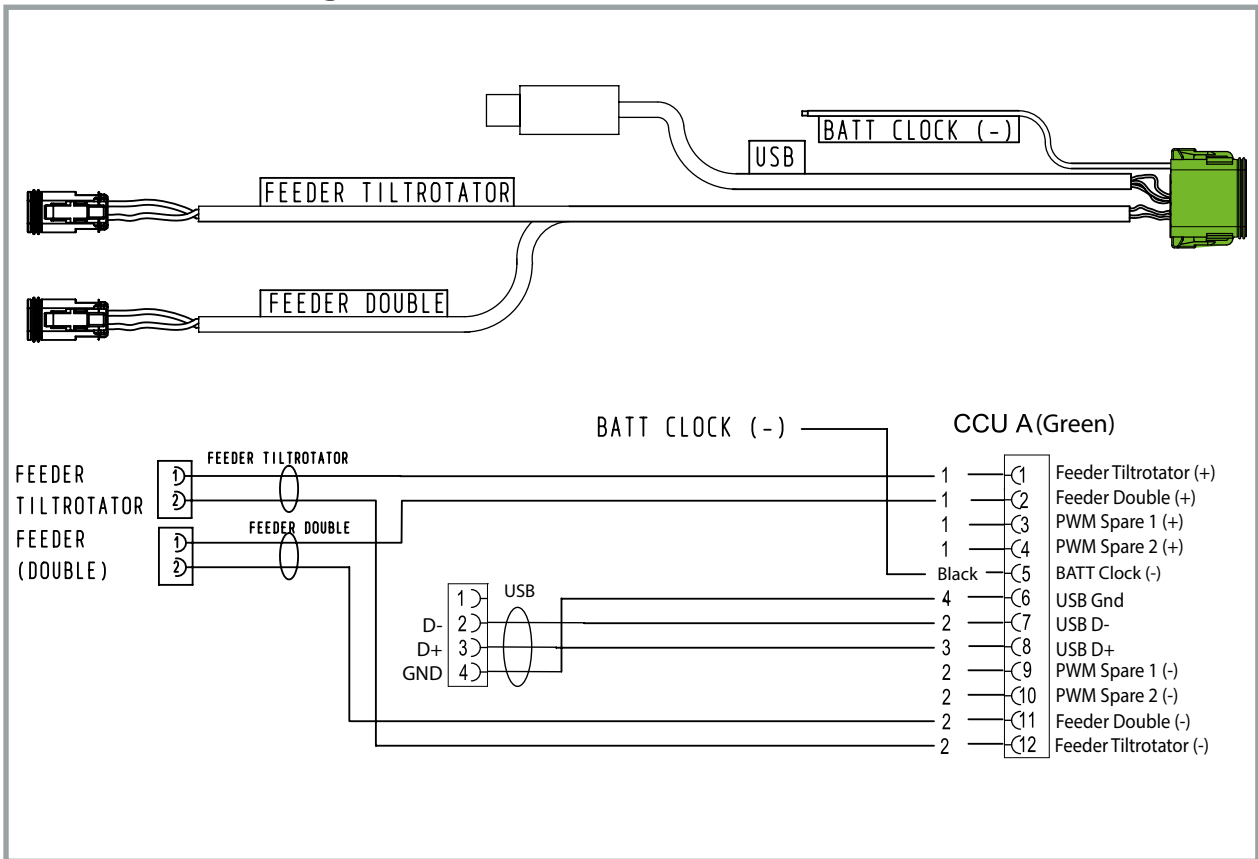 BATT CLOCK (-)
USB
FEEDER TILTROTATOR
FEEDER DOUBLE
BATT CLOCK (-)
CCU A (Green)
FEEDER
TILTROTATOR
1
2
FEEDER TILTROTATOR
FEEDER
(DOUBLE)
1
2
FEEDER DOUBLE
USB
1
D- 2
D+ 3
GND 4
1 1 Feeder Tiltrotator (+)
1 2 Feeder Double (+)
1 3 PWM Spare 1 (+)
1 4 PWM Spare 2 (+)
Black 5 BATT Clock (-)
4 6 USB Gnd
2 7 USB D-
3 8 USB D+
2 9 PWM Spare 1 (-)
2 10 PWM Spare 2 (-)
2 11 Feeder Double (-)
2 12 Feeder Tiltrotator (-)